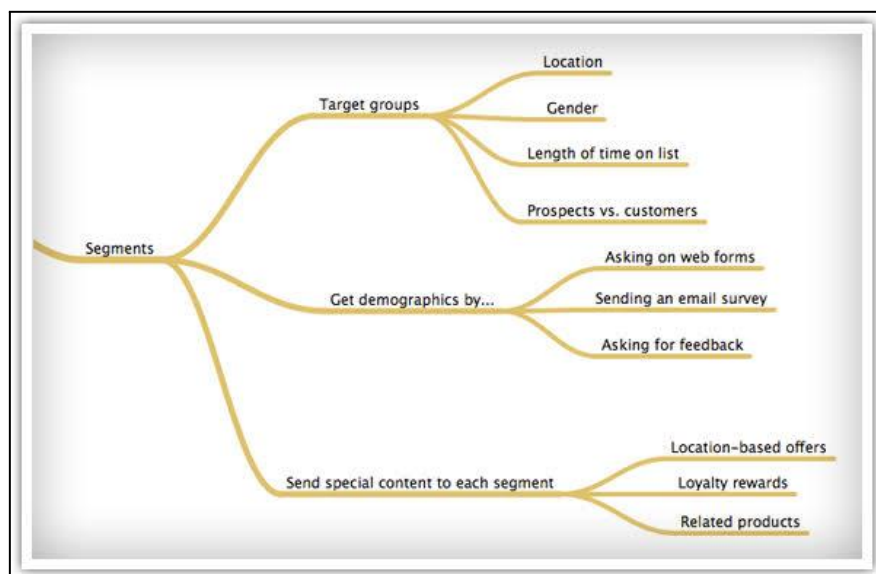 Location
Target groups
Gender
Length of time on list
Prospects vs. customers
Segments
Asking on web forms
Get demographics by...
Sending an email survey
Asking for feedback
Location-based offers
Send special content to each segment
Loyalty rewards
Related products